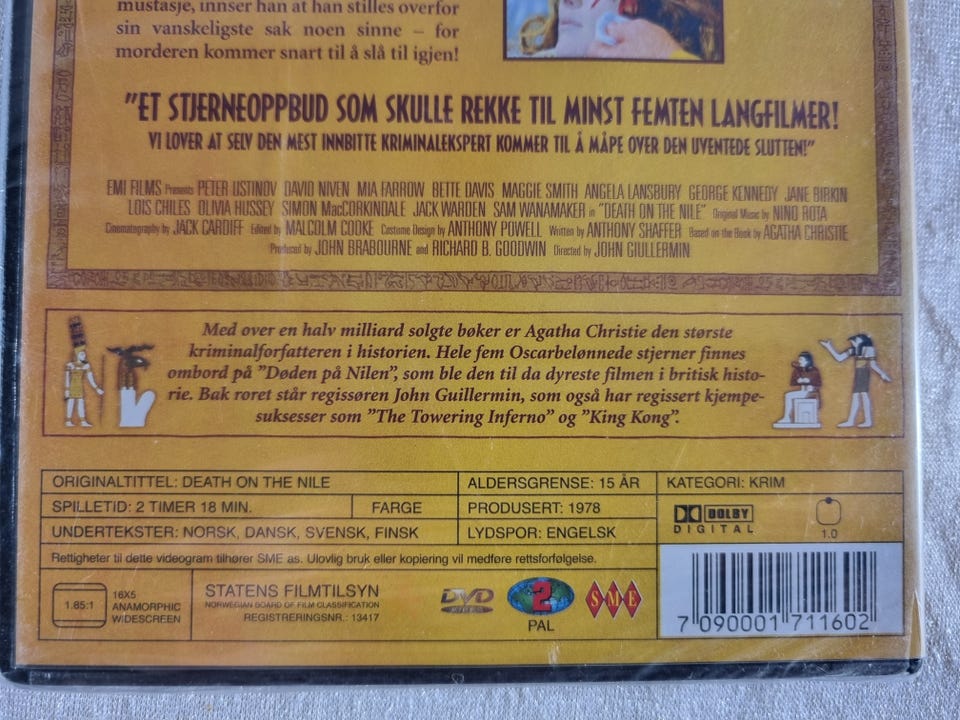 mustasje, innser han at han stilles overfor
sin vanskeligste sak noen sinne – for
morderen kommer snart til å slå til igjen!
"ET STJERNEOPPBUD SOM SKULLE REKKE TIL MINST FEMTEN LANGFILMER!
VI LOVER AT SELV DEN MEST INNBITTE KRIMINALEKSPERT KOMMER TIL Å MÅPE OVER DEN UVENTEDE SLUTTEN!"
EMI FILMS Presents PETER USTINOV DAVID NIVEN MIA FARROW BETTE DAVIS MAGGIE SMITH ANGELA LANSBURY GEORGE KENNEDY JANE BIRKIN
LOIS CHILES OLIVIA HUSSEY SIMON MacCORKINDALE JACK WARDEN SAM WANAMAKER in "DEATH ON THE NILE" Original Music by NINO ROTA
Cinematography by JACK CARDIFF Edited by MALCOLM COOKE Costume Design by ANTHONY POWELL Written by ANTHONY SHAFFER Based on the Book by AGATHA CHRISTIE
Produced by JOHN BRABOURNE and RICHARD B. GOODWIN Directed by JOHN GUILLERMIN
Med over en halv milliard solgte bøker er Agatha Christie den største
kriminalforfatteren i historien. Hele fem Oscarbelønnede stjerner finnes
ombord på "Døden på Nilen", som ble den til da dyreste filmen i britisk histo-
rie. Bak roret står regissøren John Guillermin, som også har regissert kjempe-
suksesser som "The Towering Inferno" og "King Kong".
ORIGINALTITTEL: DEATH ON THE NILE ALDERSGRENSE: 15 ÅR KATEGORI: KRIM
SPILLETID: 2 TIMER 18 MIN. FARGE PRODUSERT: 1978
UNDERTEKSTER: NORSK, DANSK, SVENSK, FINSK LYDSPOR: ENGELSK
DOLBY
DIGITAL
1.0
Rettigheter til dette videogram tilhører SME as. Ulovlig bruk eller kopiering vil medføre rettsforfølgelse.
1.85:1
16X5
ANAMORPHIC
WIDESCREEN
STATENS FILMTILSYN
NORWEGIAN BOARD OF FILM CLASSIFICATION
REGISTRERINGSNR.: 13417
DVD
VIDEO
2
PAL
SME
7 090001 711602